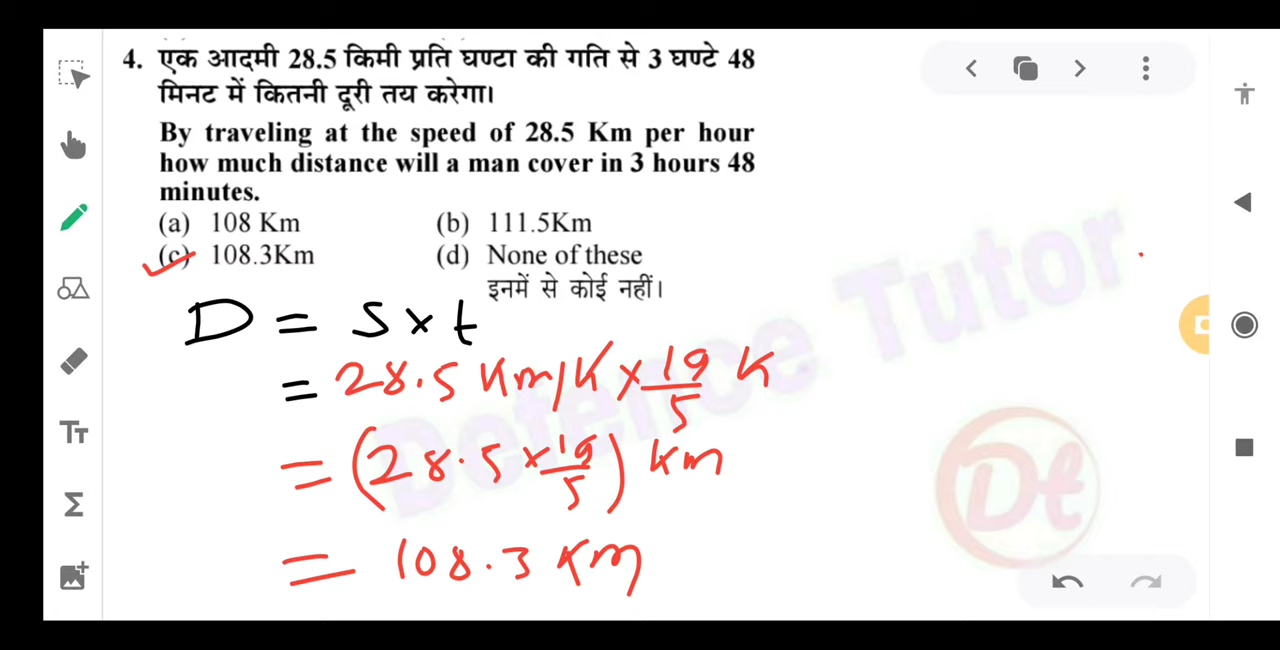 4. एक आदमी 28.5 किमी प्रति घण्टा की गति से 3 घण्टे 48
मिनट में कितनी दूरी तय करेगा।
By traveling at the speed of 28.5 Km per hour
how much distance will a man cover in 3 hours 48
minutes.
(a) 108 Km (b) 111.5Km
(c) 108.3Km (d) None of these
इनमें से कोई नहीं।
D = S × t
= 28.5 Km/h × 19/5 h
= (28.5 × 19/5) km
= 108.3 Km
Defence Tutor
Dt
TT
Σ